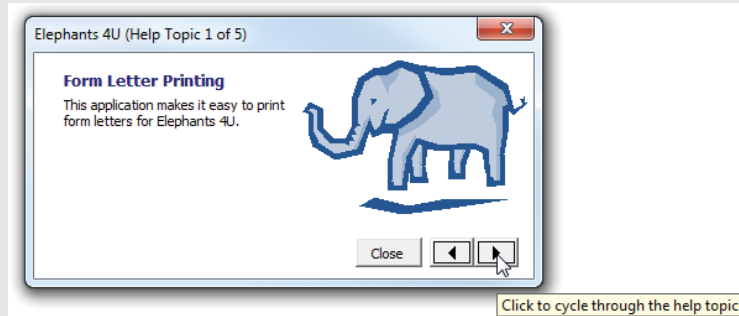 Elephants 4U (Help Topic 1 of 5)
Form Letter Printing
This application makes it easy to print
form letters for Elephants 4U.
Close
Click to cycle through the help topic